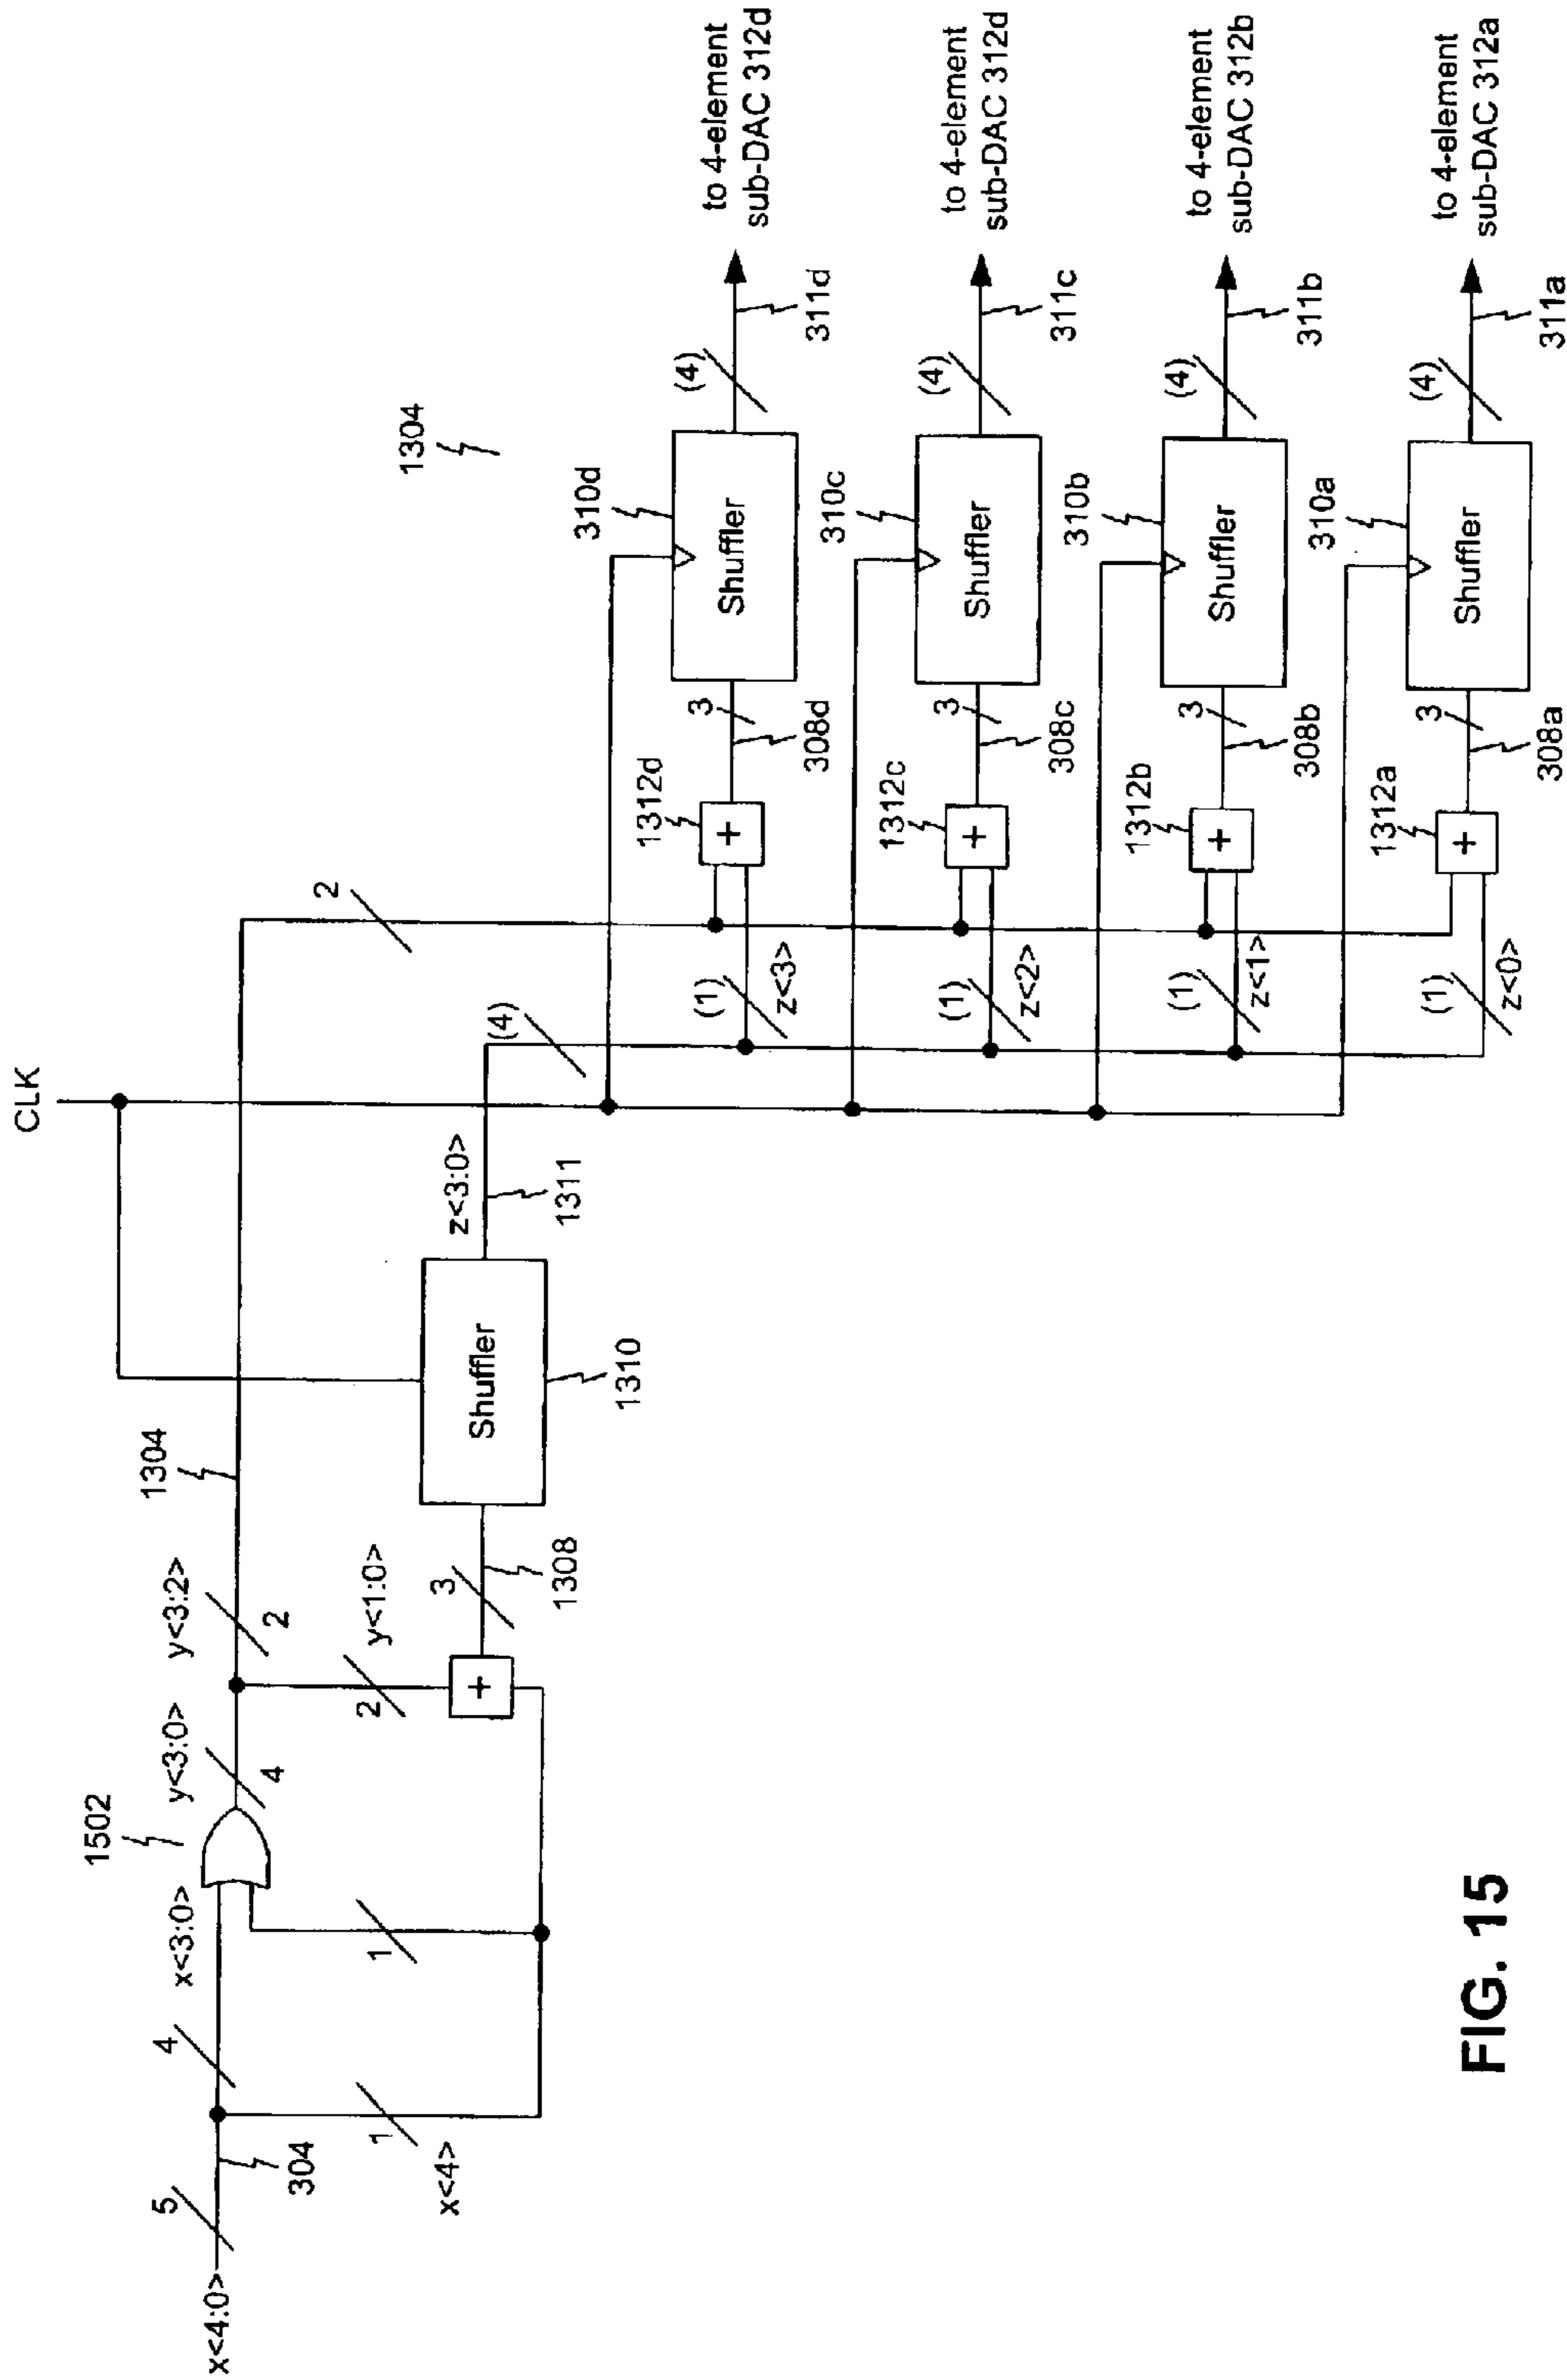 x<4:0>
5
304
4
x<3:0>
1
x<4>
1
1502
y<3:0>
4
y<3:2>
2
2
y<1:0>
+
3
1308
1304
Shuffler
1310
z<3:0>
1311
CLK
(4)
2
1304
(1)
z<3>
1312d
+
3
308d
310d
Shuffler
(4)
311d
to 4-element
sub-DAC 312d
(1)
z<2>
1312c
+
3
308c
310c
Shuffler
(4)
311c
to 4-element
sub-DAC 312d
(1)
z<1>
1312b
+
3
308b
310b
Shuffler
(4)
311b
to 4-element
sub-DAC 312b
(1)
z<0>
1312a
+
3
308a
310a
Shuffler
(4)
311a
to 4-element
sub-DAC 312a
FIG. 15